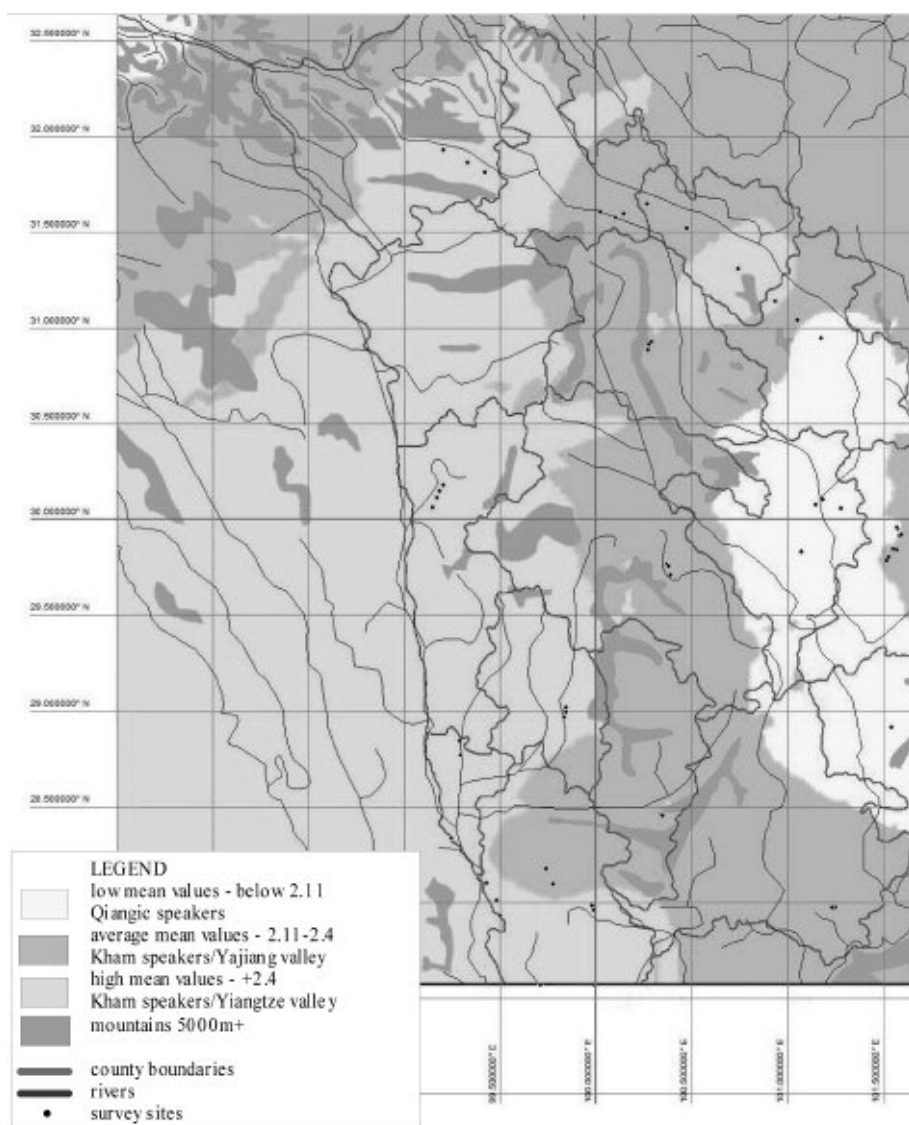 32.500000° N
32.000000° N
31.500000° N
31.000000° N
30.500000° N
30.000000° N
29.500000° N
29.000000° N
28.500000° N
LEGEND
low mean values - below 2.11
Qiangic speakers
average mean values - 2.11-2.4
Kham speakers/Yajiang valley
high mean values - +2.4
Kham speakers/Yiangtze valley
mountains 5000m+
county boundaries
rivers
survey sites
99.500000° E
100.000000° E
100.500000° E
101.000000° E
101.500000° E